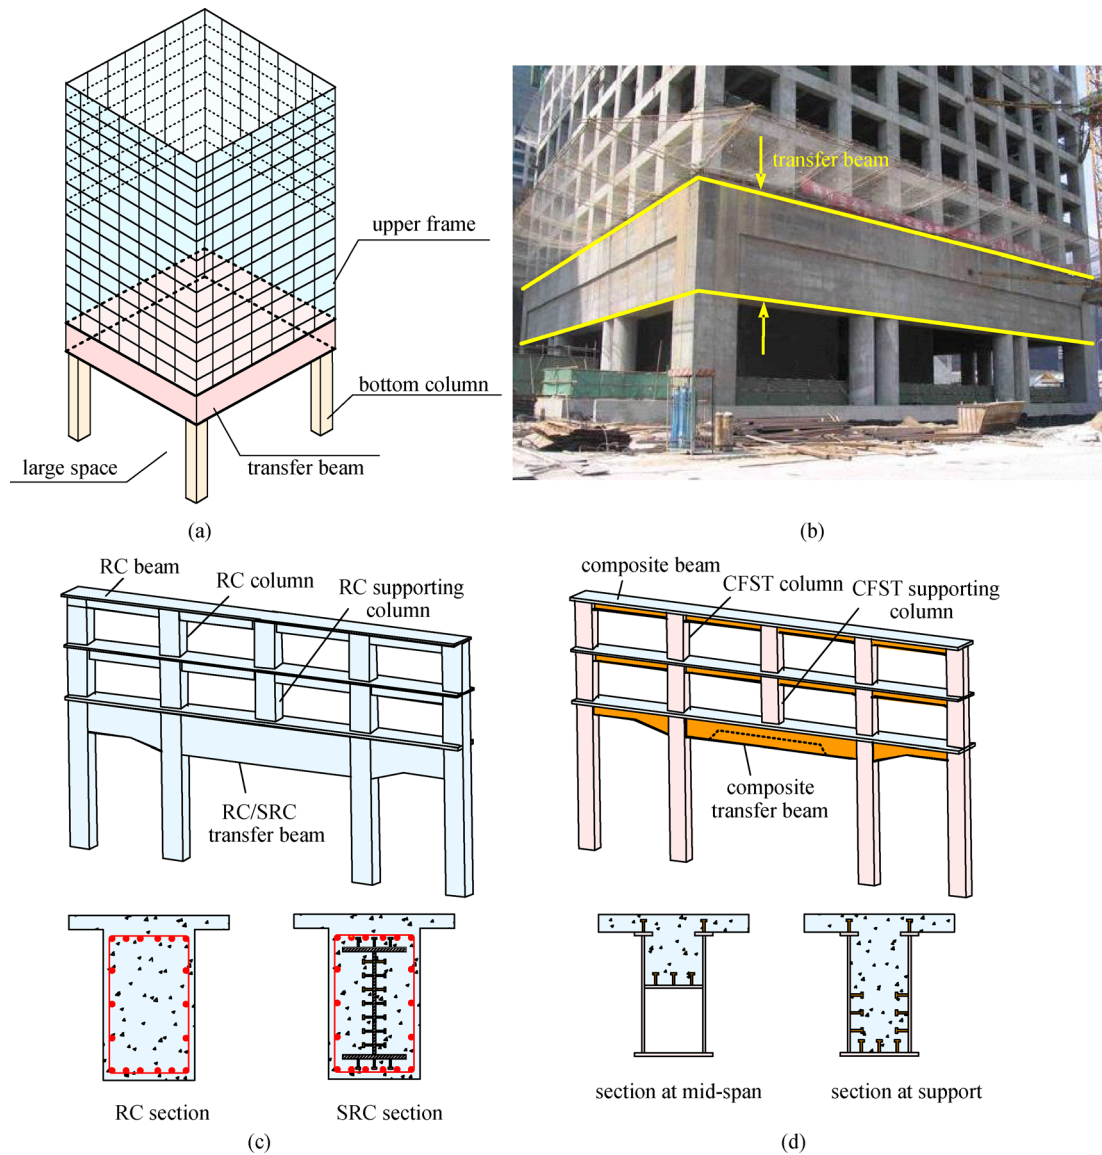 upper frame
bottom column
large space
transfer beam
(a)
transfer beam
(b)
RC beam
RC column
RC supporting
column
RC/SRC
transfer beam
RC section
SRC section
(c)
composite beam
CFST column
CFST supporting
column
composite
transfer beam
section at mid-span
section at support
(d)